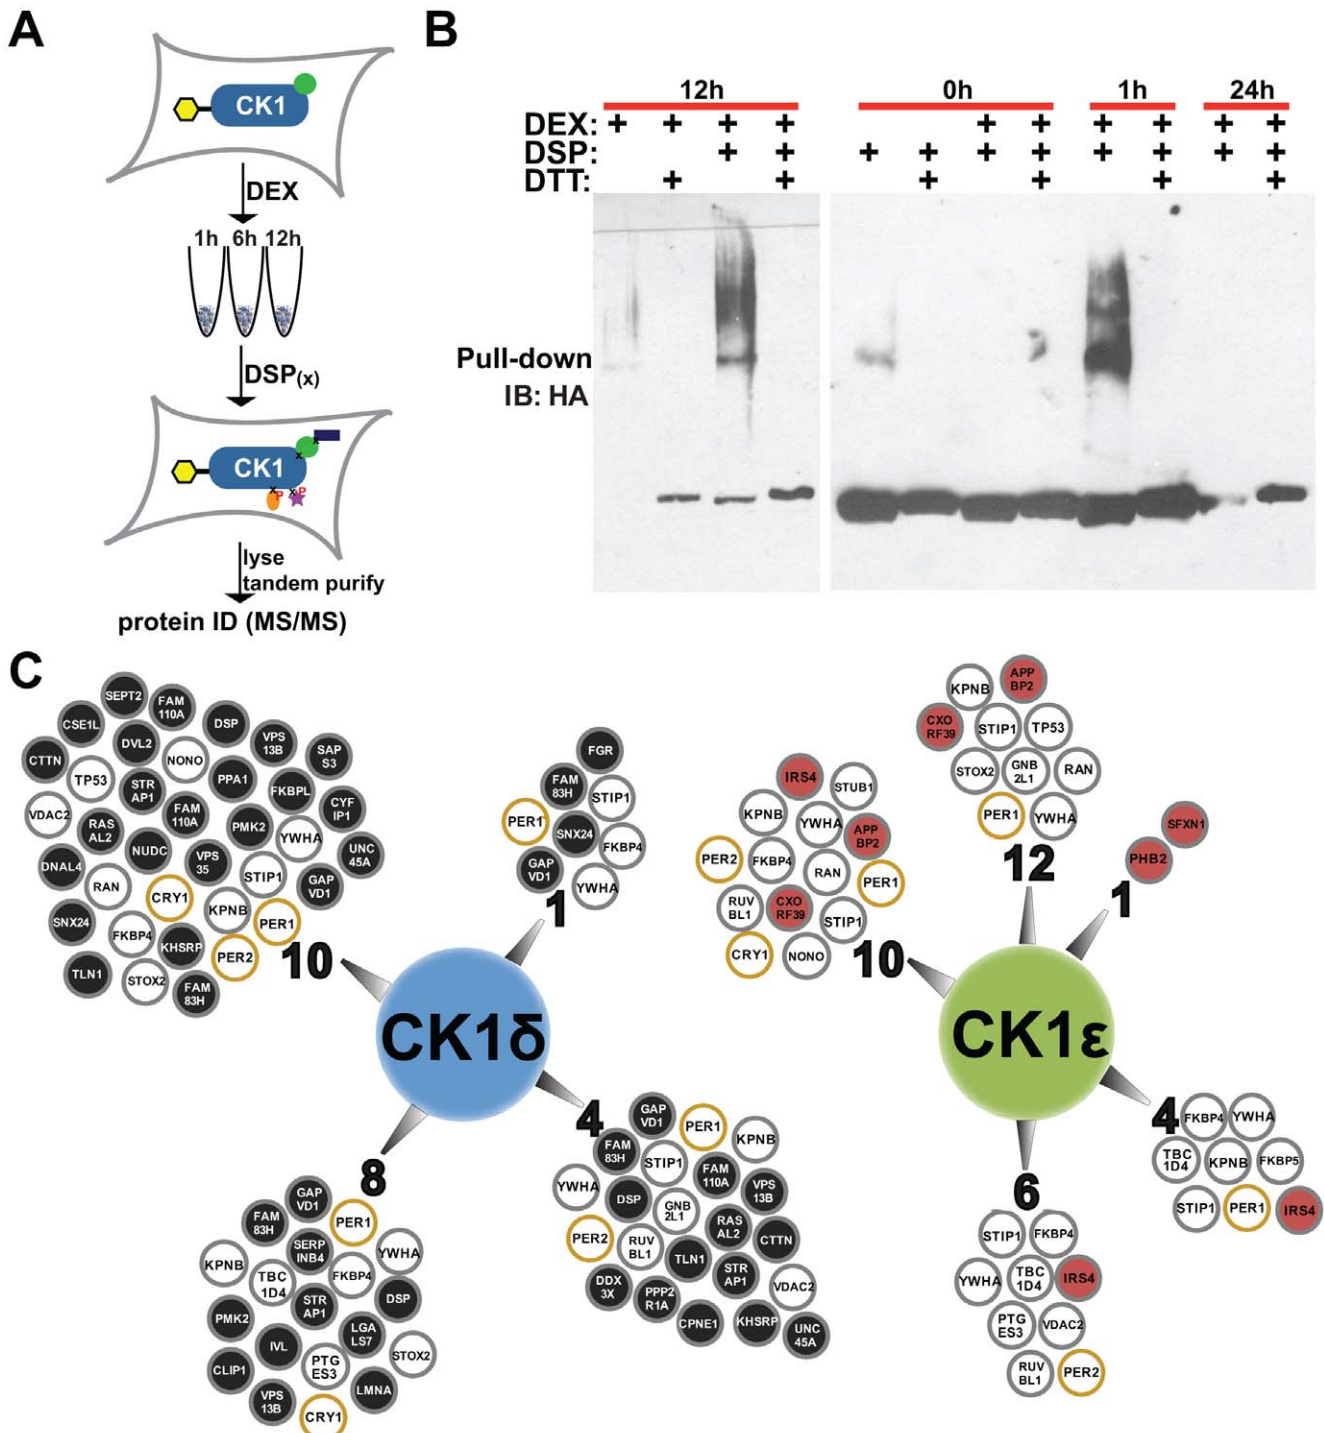 A
CK1
DEX
1h 6h 12h
DSP(x)
CK1
P
P
x
x
x
x
lyse
tandem purify
protein ID (MS/MS)
B
12h 0h 1h 24h
DEX: + + + + + + + + + +
DSP: + + + + + + + + + +
DTT: + + + + + +
Pull-down
IB: HA
C
SEPT2
FAM
110A
CSE1L
DSP
DVL2
VPS
13B
SAP
S3
CTTN
NONO
TP53
STR
AP1
PPA1
FKBPL
CYF
IP1
VDAC2
RAS
AL2
FAM
110A
PMK2
YWHA
UNC
45A
NUDC
VPS
35
DNAL4
STIP1
GAP
VD1
RAN
CRY1
KPNB
PER1
SNX24
FKBP4
KHSRP
PER2
TLN1
STOX2
FAM
83H
10
FGR
FAM
83H
STIP1
PER1
SNX24
FKBP4
GAP
VD1
YWHA
1
CK1δ
8
GAP
VD1
FAM
83H
PER1
SERP
INB4
YWHA
KPNB
TBC
1D4
FKBP4
STR
AP1
DSP
PMK2
LGA
LS7
IVL
PTG
ES3
STOX2
CLIP1
VPS
13B
LMNA
CRY1
4
GAP
VD1
PER1
KPNB
FAM
83H
STIP1
FAM
110A
VPS
13B
YWHA
DSP
GNB
2L1
RAS
AL2
CTTN
PER2
RUV
BL1
TLN1
STR
AP1
VDAC2
DDX
3X
PPP2
R1A
CPNE1
KHSRP
UNC
45A
IRS4
STUB1
KPNB
YWHA
APP
BP2
PER2
FKBP4
RAN
PER1
RUV
BL1
CXO
RF39
STIP1
CRY1
NONO
10
KPNB
APP
BP2
CXO
RF39
STIP1
TP53
STOX2
GNB
2L1
RAN
PER1
YWHA
12
SFXN1
PHB2
1
CK1ε
4
FKBP4
YWHA
TBC
1D4
KPNB
FKBP5
STIP1
PER1
IRS4
6
STIP1
FKBP4
YWHA
TBC
1D4
IRS4
PTG
ES3
VDAC2
RUV
BL1
PER2